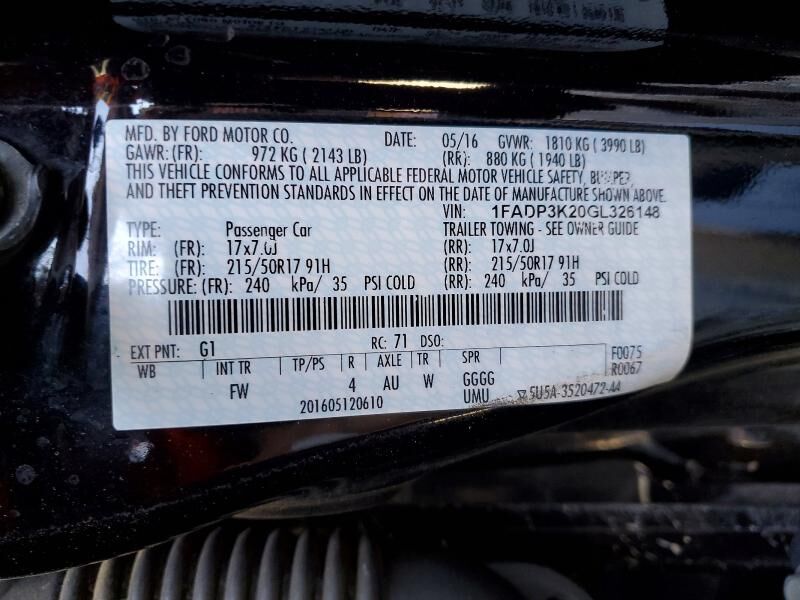 MFD. BY FORD MOTOR CO. DATE: 05/16 GVWR: 1810 KG ( 3990 LB)
GAWR: (FR): 972 KG ( 2143 LB) (RR): 880 KG ( 1940 LB)
THIS VEHICLE CONFORMS TO ALL APPLICABLE FEDERAL MOTOR VEHICLE SAFETY, BUMPER,
AND THEFT PREVENTION STANDARDS IN EFFECT ON THE DATE OF MANUFACTURE SHOWN ABOVE.
VIN: 1FADP3K20GL326148
TYPE: Passenger Car TRAILER TOWING - SEE OWNER GUIDE
RIM: (FR): 17x7.0J (RR): 17x7.0J
TIRE: (FR): 215/50R17 91H (RR): 215/50R17 91H
PRESSURE: (FR): 240 kPa/ 35 PSI COLD (RR): 240 kPa/ 35 PSI COLD
EXT PNT: G1 RC: 71 DSO: F0075
WB INT TR TP/PS R AXLE TR SPR R0067
FW 4 AU W GGGG
201605120610 UMU 5U5A-3520472-AA